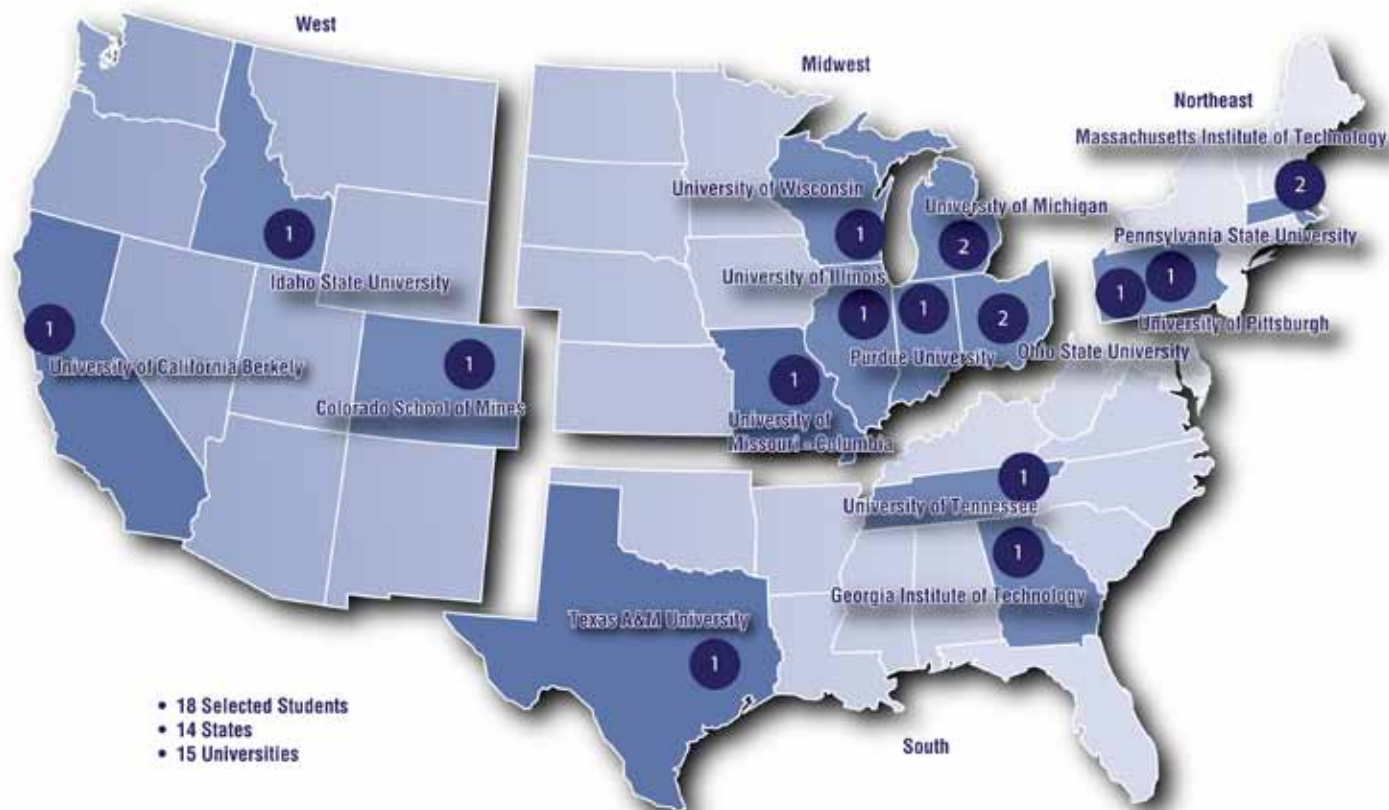 West
Midwest
Northeast
Massachusetts Institute of Technology
2
University of Wisconsin
1
University of Michigan
2
Pennsylvania State University
1
1
University of Pittsburgh
1
Idaho State University
University of Illinois
1
1
2
Purdue University
Ohio State University
1
University of California Berkely
1
Colorado School of Mines
1
University of
Missouri - Columbia
1
University of Tennessee
1
Georgia Institute of Technology
Texas A&M University
1
• 18 Selected Students
• 14 States
• 15 Universities
South